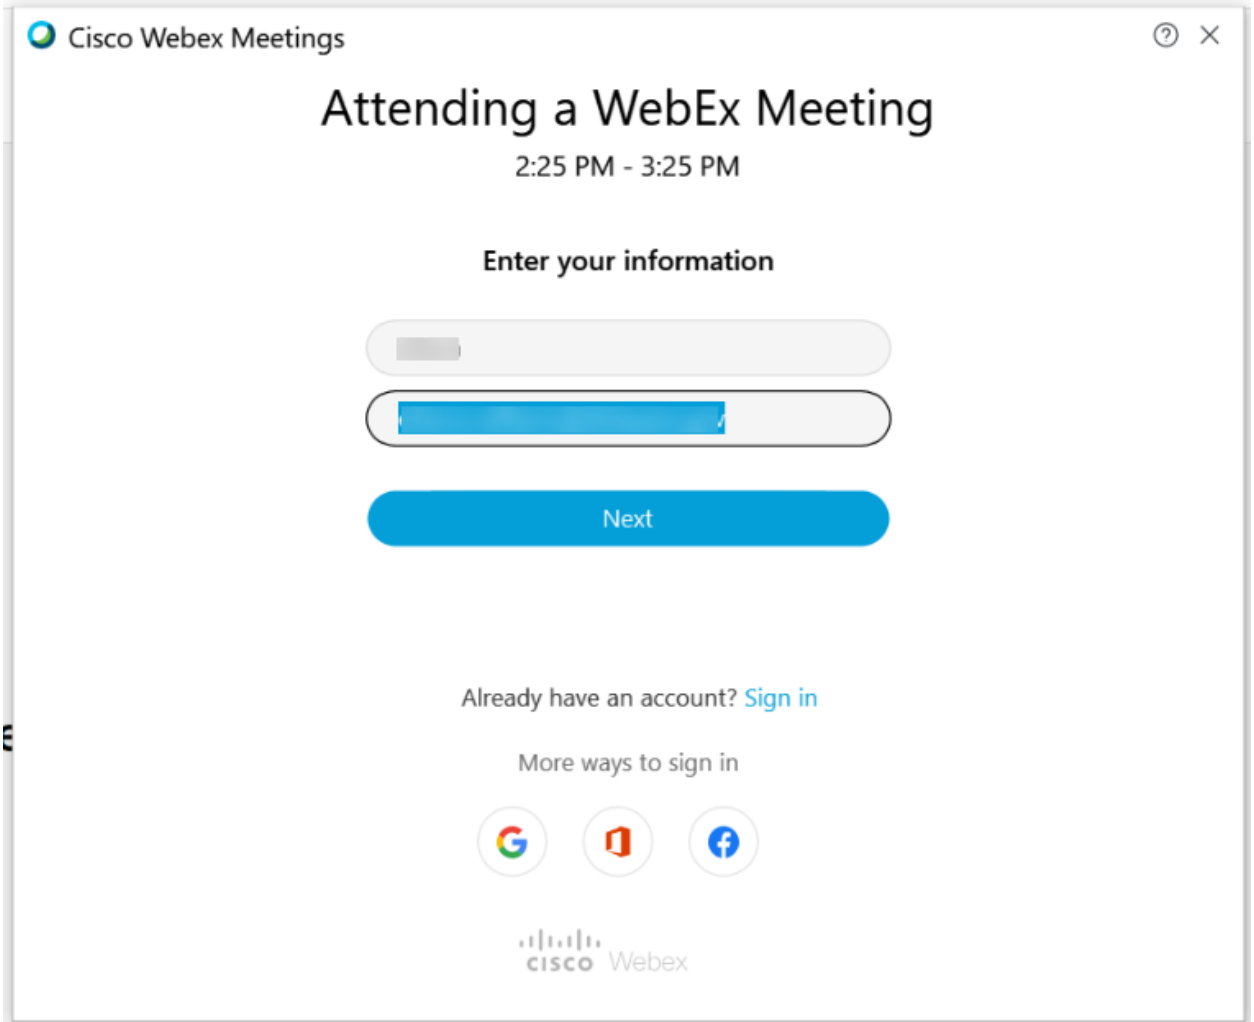 Cisco Webex Meetings
Attending a WebEx Meeting
2:25 PM - 3:25 PM
Enter your information
Next
Already have an account? Sign in
More ways to sign in
cisco Webex